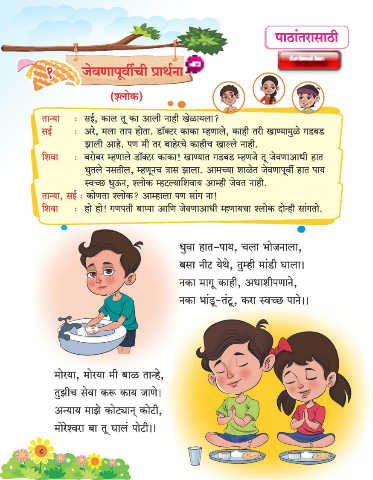 पाठांतरासाठी
१
जेवणापूर्वीची प्रार्थना
(श्लोक)
तान्या : सई, काल तू का आली नाही खेळायला?
सई : अरे, मला ताप होता. डॉक्टर काका म्हणाले, काही तरी खाण्यामुळे गडबड
झाली आहे. पण मी तर बाहेरचे काहीच खाल्ले नाही.
शिवा : बरोबर म्हणाले डॉक्टर काका! खाण्यात गडबड म्हणजे तू जेवणाआधी हात
धुतले नसतील, म्हणूनच त्रास झाला. आमच्या शाळेत जेवणापूर्वी हात पाय
स्वच्छ धुऊन, श्लोक म्हटल्याशिवाय आम्ही जेवत नाही.
तान्या, सई : कोणता श्लोक? आम्हाला पण सांग ना!
शिवा : हो हो! गणपती बाप्पा आणि जेवणाआधी म्हणायचा श्लोक दोन्ही सांगतो.
धुवा हात-पाय, चला भोजनाला,
बसा नीट येथे, तुम्ही मांडी घाला।
नका मागू काही, अधाशीपणाने,
नका भांडू-तंटू, करा स्वच्छ पाने।।
मोरया, मोरया मी बाळ तान्हे,
तुझीच सेवा करू काय जाणे।
अन्याय माझे कोट्यान् कोटी,
मोरेश्वरा बा तू घालं पोटी।।